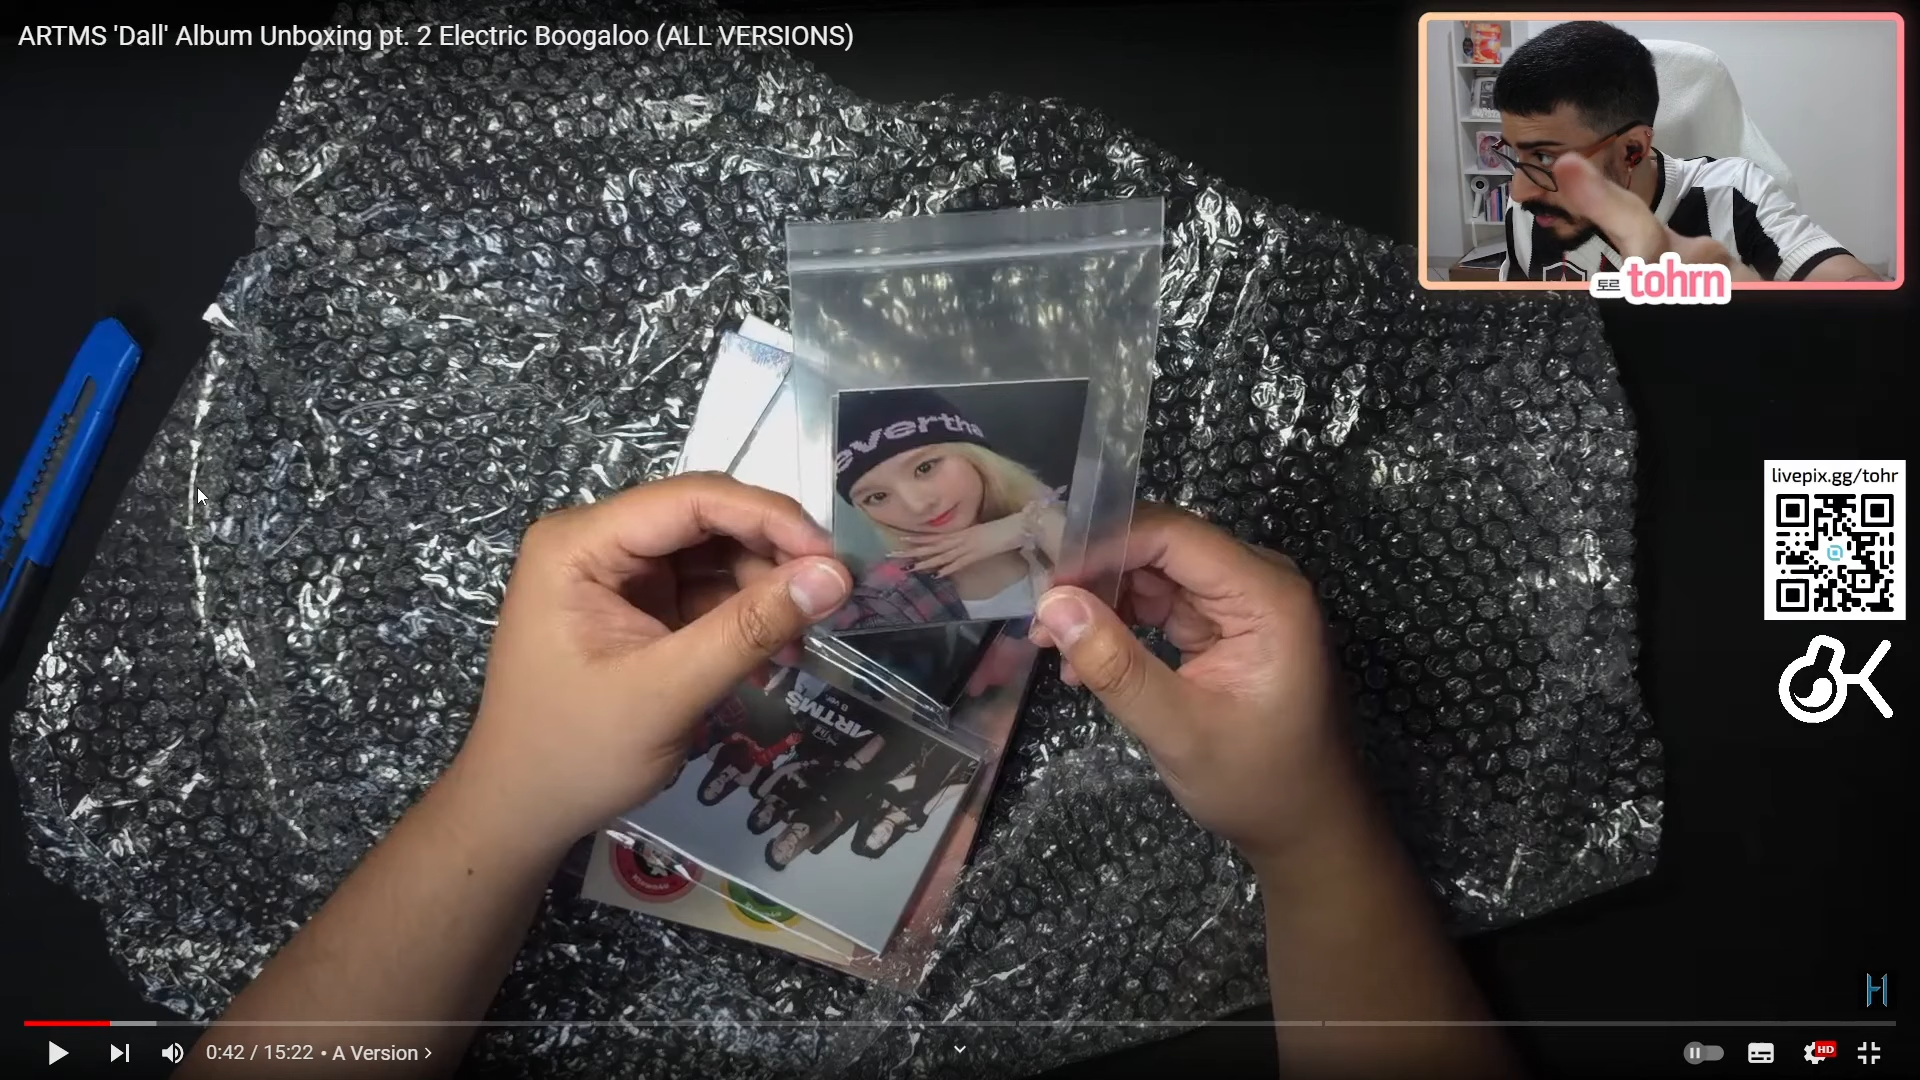 ARTMS 'Dall' Album Unboxing pt. 2 Electric Boogaloo (ALL VERSIONS)
토르 tohrn
evertha
livepix.gg/tohr
ARTMS
0:42 / 15:22 • A Version ›
HD